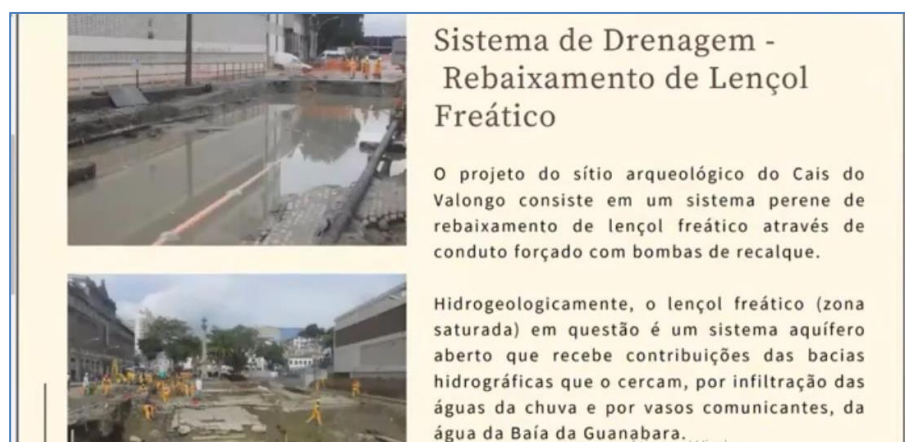 Sistema de Drenagem -
Rebaixamento de Lençol
Freático
O projeto do sítio arqueológico do Cais do
Valongo consiste em um sistema perene de
rebaixamento de lençol freático através de
conduto forçado com bombas de recalque.
Hidrogeologicamente, o lençol freático (zona
saturada) em questão é um sistema aquífero
aberto que recebe contribuições das bacias
hidrográficas que o cercam, por infiltração das
águas da chuva e por vasos comunicantes, da
água da Baía da Guanabara.